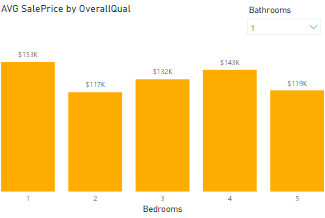 AVG SalePrice by OverallQual
Bathrooms
1
$153K
$117K
$132K
$143K
$119K
1 2 3 4 5
Bedrooms